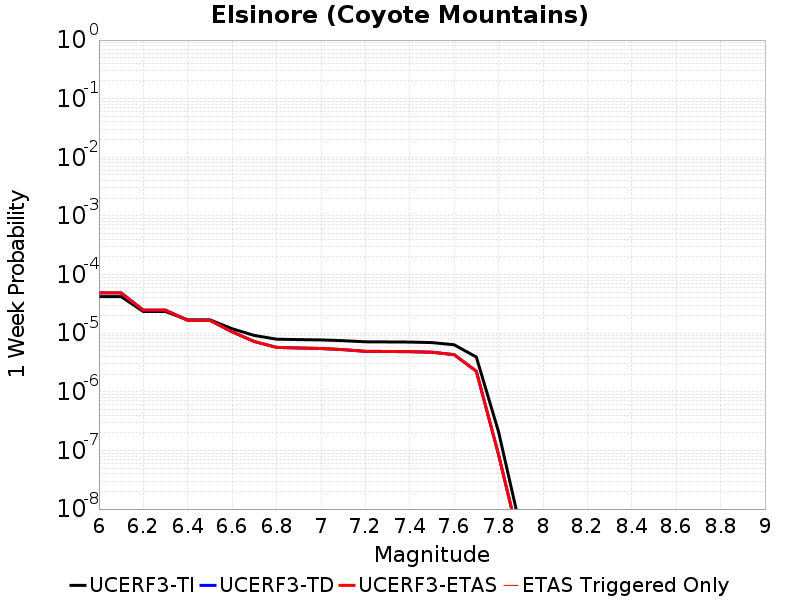 Elsinore (Coyote Mountains)
10^0
10^-1
10^-2
10^-3
10^-4
10^-5
10^-6
10^-7
10^-8
1 Week Probability
6 6.2 6.4 6.6 6.8 7 7.2 7.4 7.6 7.8 8 8.2 8.4 8.6 8.8 9
Magnitude
UCERF3-TI UCERF3-TD UCERF3-ETAS ETAS Triggered Only